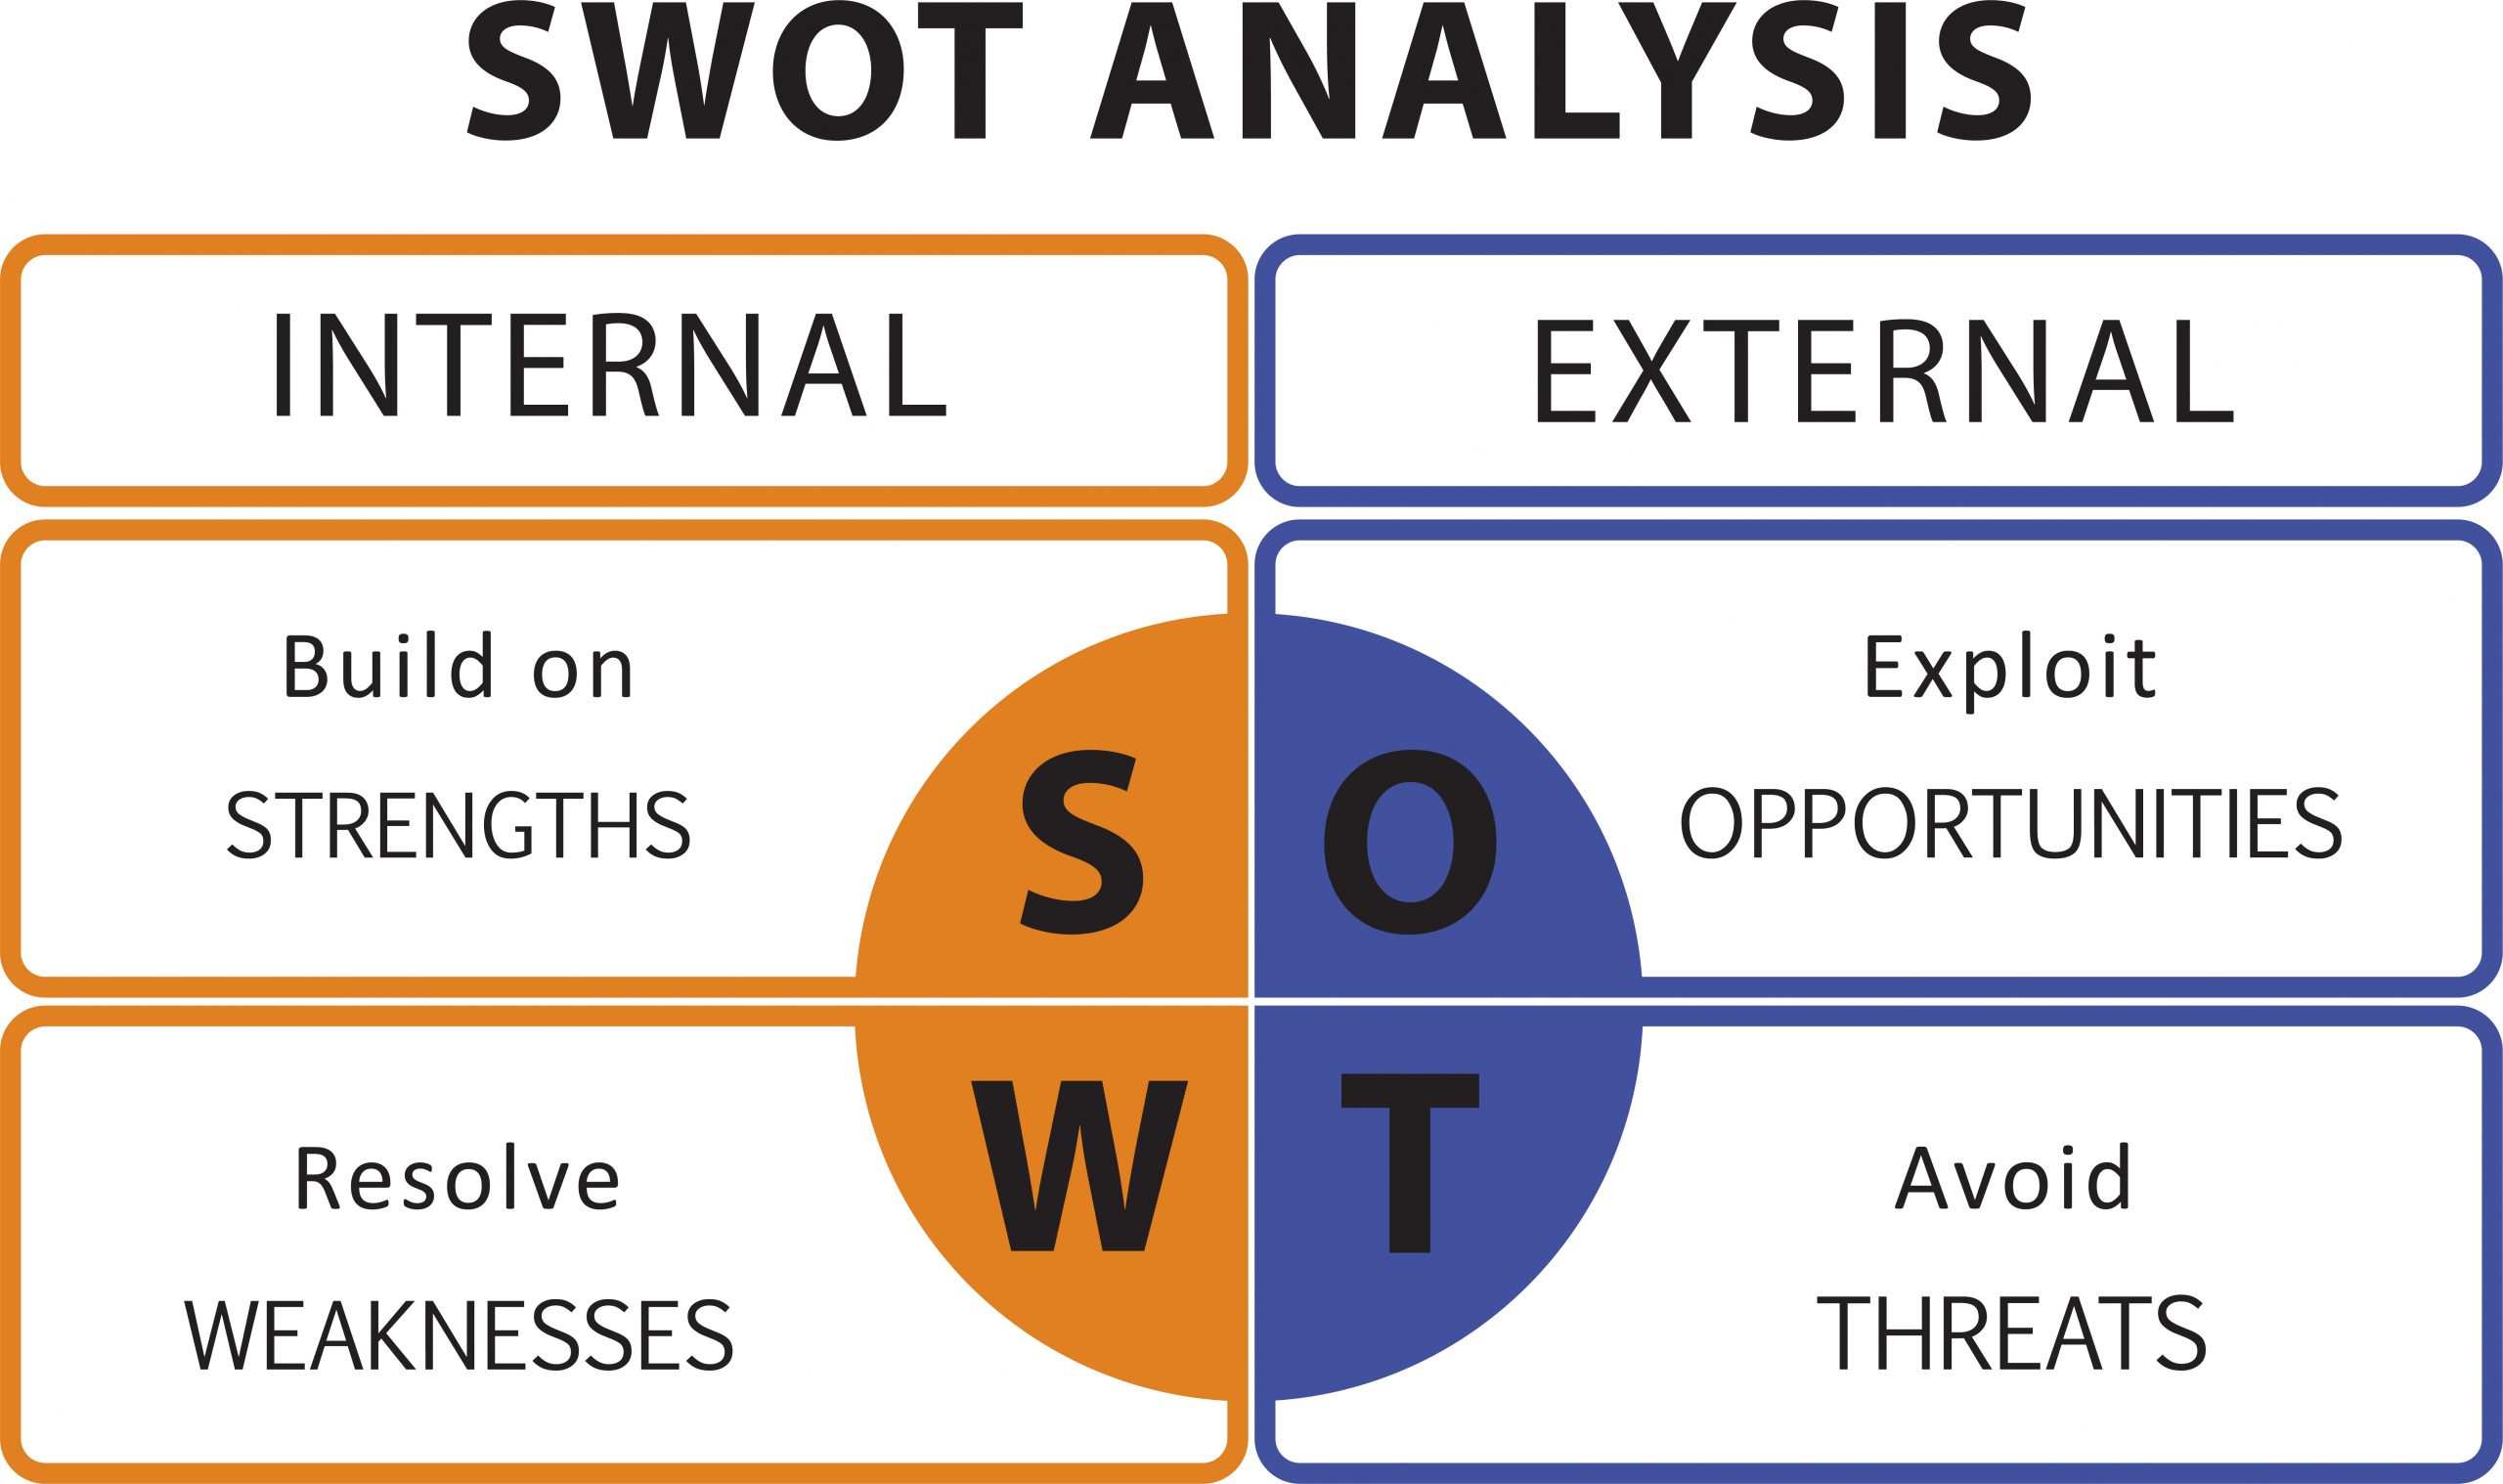 SWOT ANALYSIS
INTERNAL
EXTERNAL
Build on
STRENGTHS
S
O
Exploit
OPPORTUNITIES
Resolve
WEAKNESSES
W
T
Avoid
THREATS